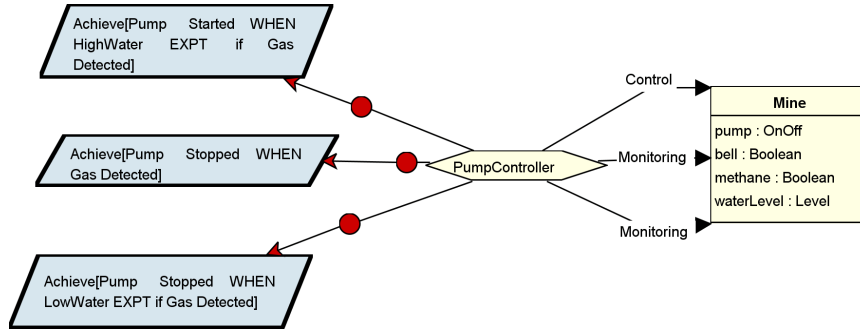 Achieve[Pump Started WHEN
HighWater EXPT if Gas
Detected]
Achieve[Pump Stopped WHEN
Gas Detected]
Achieve[Pump Stopped WHEN
LowWater EXPT if Gas Detected]
PumpController
Control
Monitoring
Monitoring
Mine
pump : OnOff
bell : Boolean
methane : Boolean
waterLevel : Level